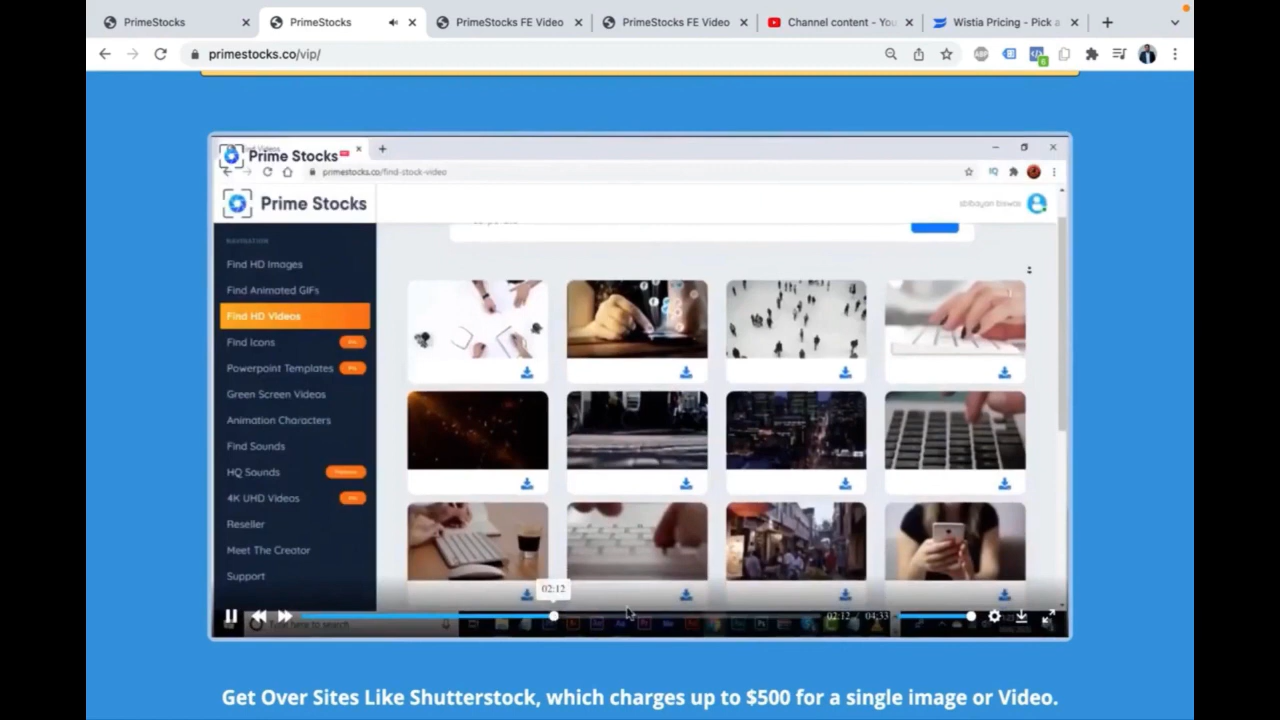 PrimeStocks
PrimeStocks
PrimeStocks FE Video
PrimeStocks FE Video
Channel content - You
Wistia Pricing - Pick a
primestocks.co/vip/
ABP
6
Prime Stocks
primestocks.co/find-stock-video
Prime Stocks
NAVIGATION
Find HD Images
Find Animated GIFs
Find HD Videos
Find Icons
Powerpoint Templates
Green Screen Videos
Animation Characters
Find Sounds
HQ Sounds
4K UHD Videos
Reseller
Meet The Creator
Support
02:12
02:12 / 04:33
Get Over Sites Like Shutterstock, which charges up to $500 for a single image or Video.